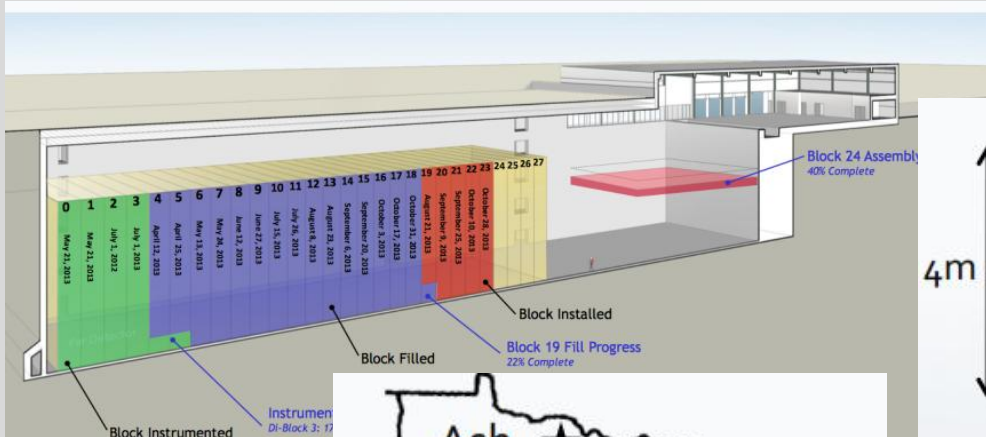 0 1 2 3 4 5 6 7 8 9 10 11 12 13 14 15 16 17 18 19 20 21 22 23 24 25 26 27
May 21, 2013
May 21, 2013
July 1, 2012
July 1, 2013
April 12, 2013
April 25, 2013
May 13, 2013
May 28, 2013
June 12, 2013
June 27, 2013
July 15, 2013
July 26, 2013
August 8, 2013
August 23, 2013
September 6, 2013
September 20, 2013
October 3, 2013
October 17, 2013
October 31, 2013
August 21, 2013
September 9, 2013
September 25, 2013
October 10, 2013
October 28, 2013
Block 24 Assembly
40% Complete
4m
Block Installed
Block 19 Fill Progress
22% Complete
Block Filled
Instrumen
Di-Block 3: 17
Block Instrumented
Ash